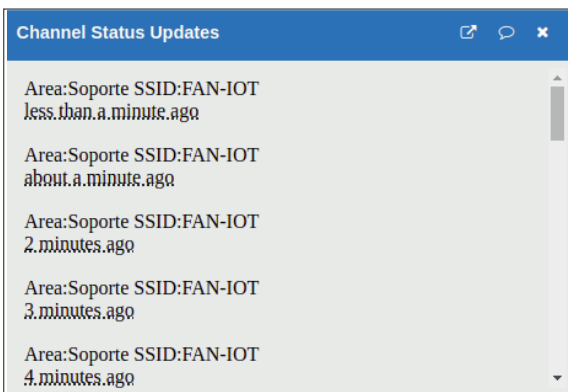 Channel Status Updates
Area:Soporte SSID:FAN-IOT
less than a minute ago
Area:Soporte SSID:FAN-IOT
about a minute ago
Area:Soporte SSID:FAN-IOT
2 minutes ago
Area:Soporte SSID:FAN-IOT
3 minutes ago
Area:Soporte SSID:FAN-IOT
4 minutes ago